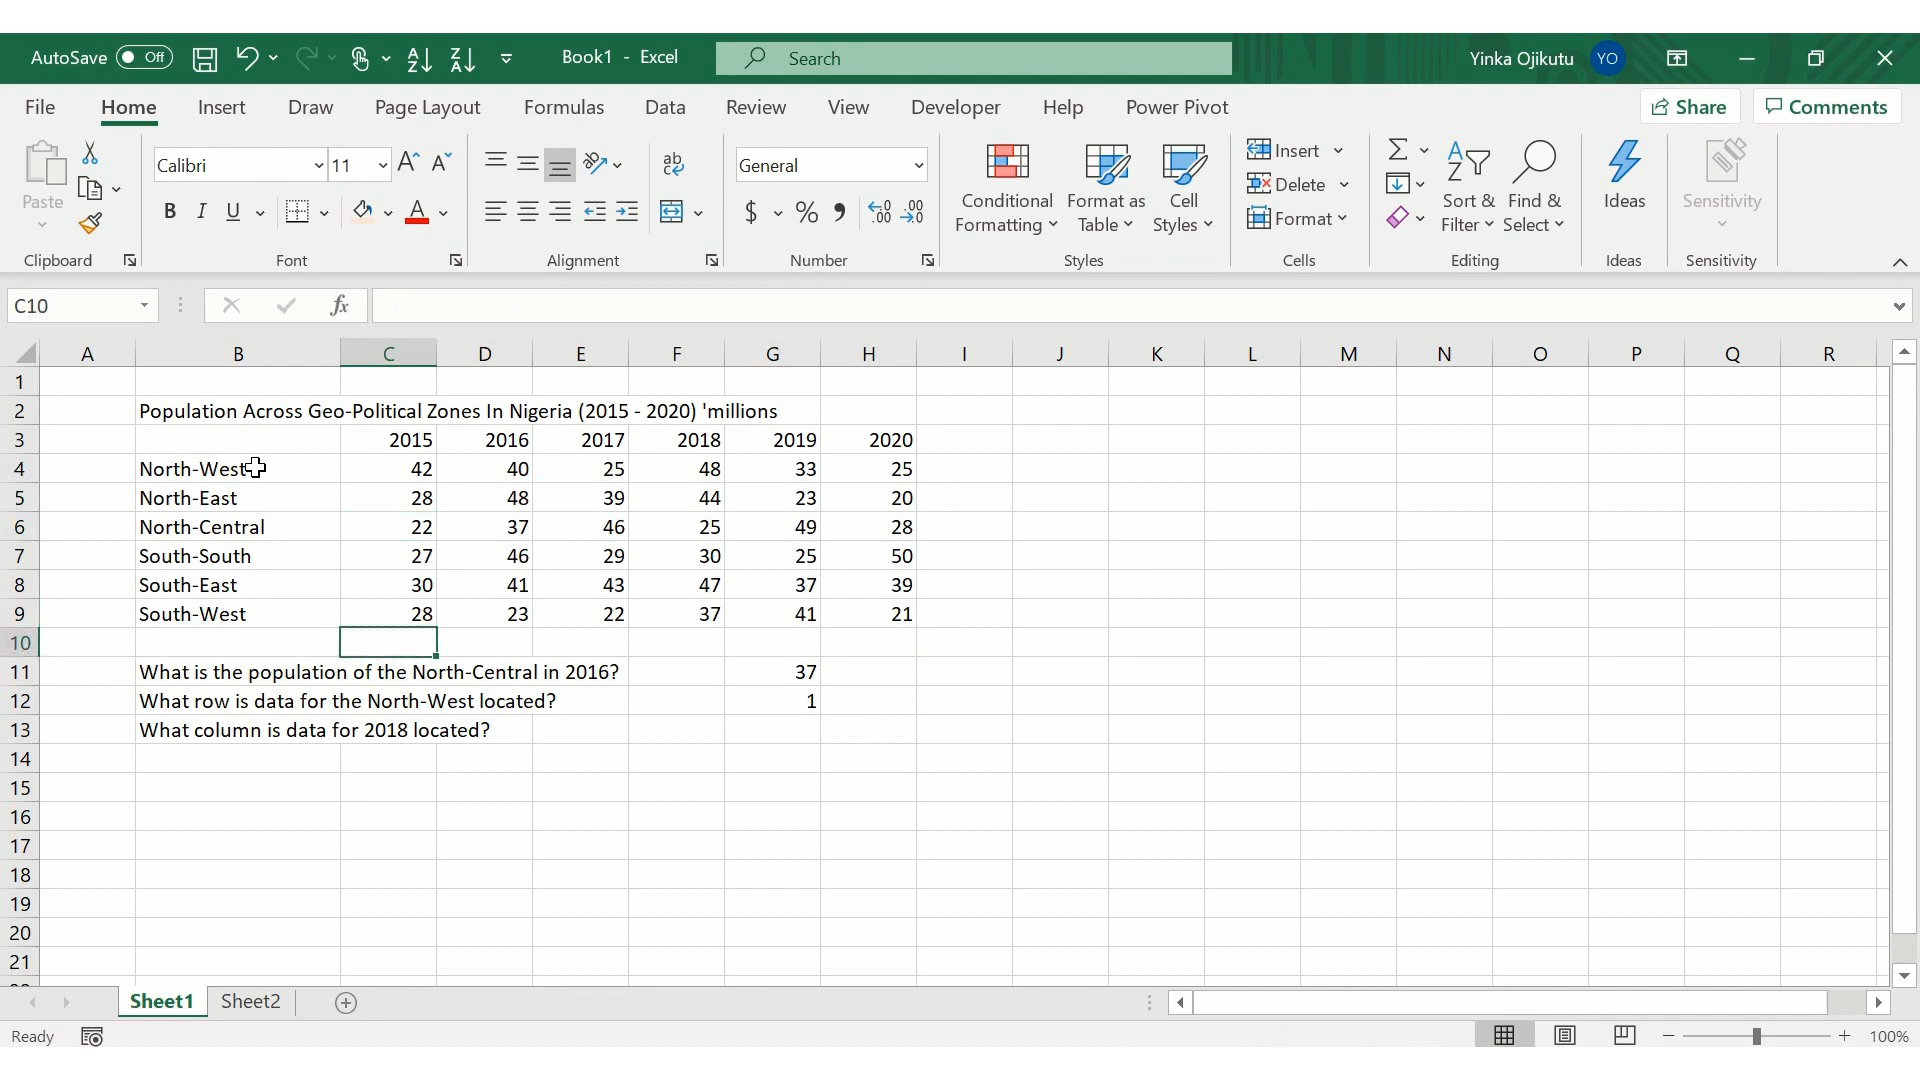 AutoSave Off Book1 - Excel Search Yinka Ojikutu YO
File Home Insert Draw Page Layout Formulas Data Review View Developer Help Power Pivot Share Comments
Paste
Calibri 11
B I U A
ab
General
$ % 9 .00 .00
Conditional Formatting
Format as Table
Cell Styles
Insert
Delete
Format
Sort & Filter
Find & Select
Ideas
Sensitivity
Clipboard Font Alignment Number Styles Cells Editing Ideas Sensitivity
C10 fx
A B C D E F G H I J K L M N O P Q R
1
2 Population Across Geo-Political Zones In Nigeria (2015 - 2020) 'millions
3 2015 2016 2017 2018 2019 2020
4 North-West 42 40 25 48 33 25
5 North-East 28 48 39 44 23 20
6 North-Central 22 37 46 25 49 28
7 South-South 27 46 29 30 25 50
8 South-East 30 41 43 47 37 39
9 South-West 28 23 22 37 41 21
10
11 What is the population of the North-Central in 2016? 37
12 What row is data for the North-West located? 1
13 What column is data for 2018 located?
14
15
16
17
18
19
20
21
Sheet1 Sheet2
Ready 100%